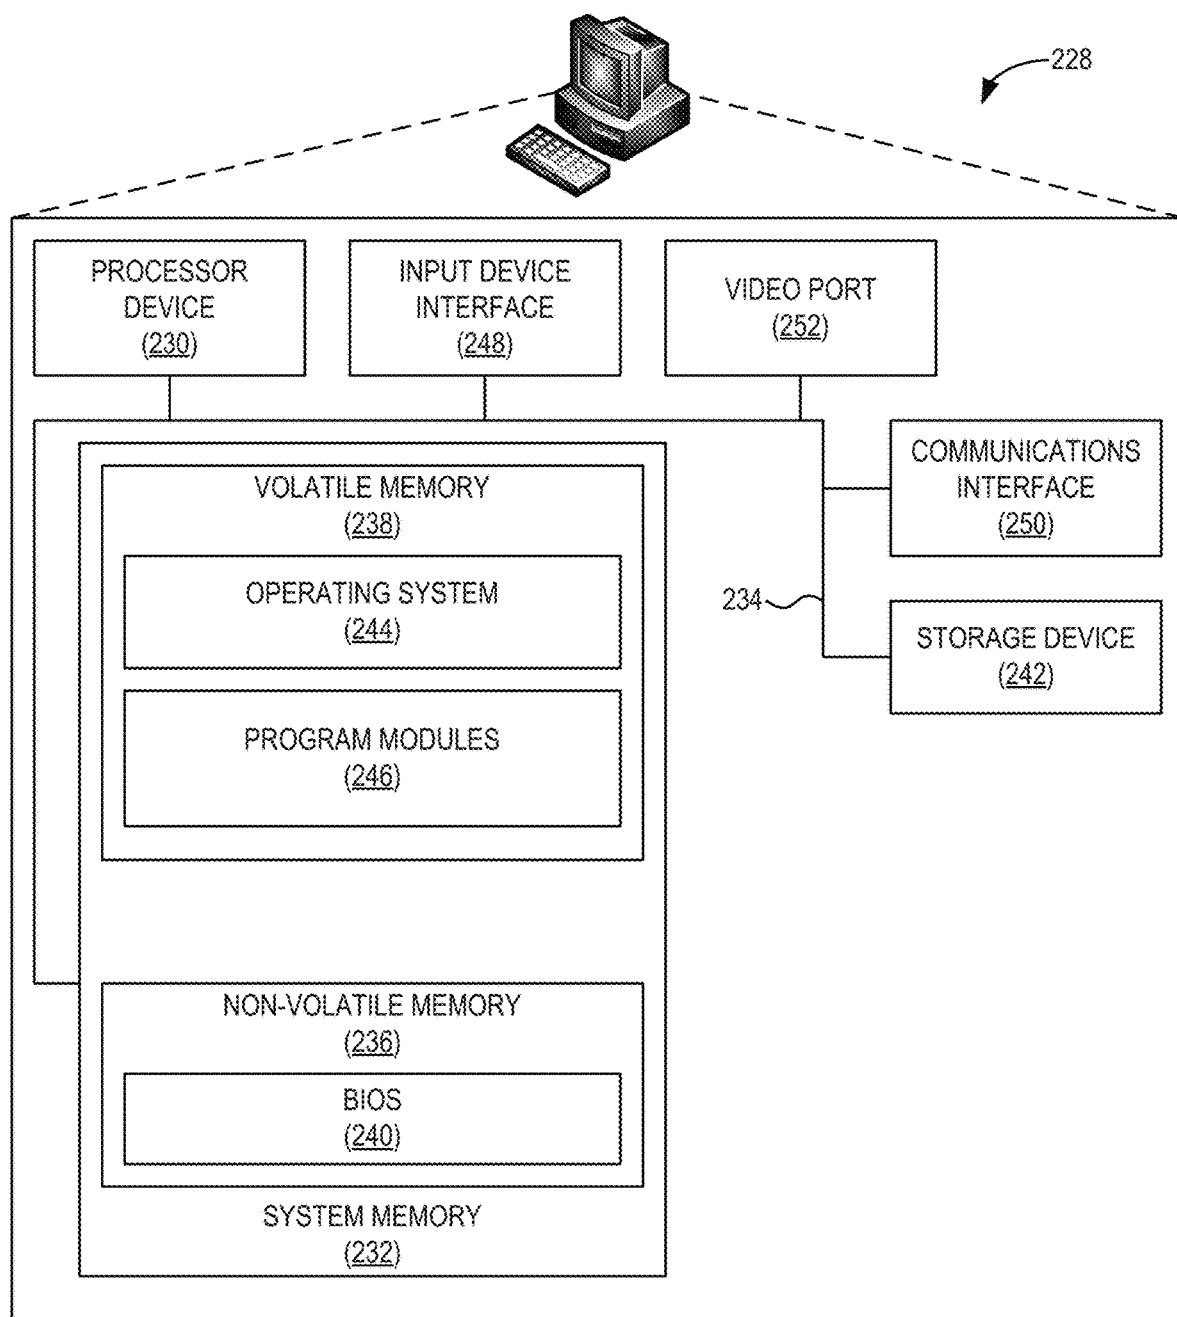 228
PROCESSOR
DEVICE
(230)
INPUT DEVICE
INTERFACE
(248)
VIDEO PORT
(252)
COMMUNICATIONS
INTERFACE
(250)
VOLATILE MEMORY
(238)
OPERATING SYSTEM
(244)
234
STORAGE DEVICE
(242)
PROGRAM MODULES
(246)
NON-VOLATILE MEMORY
(236)
BIOS
(240)
SYSTEM MEMORY
(232)